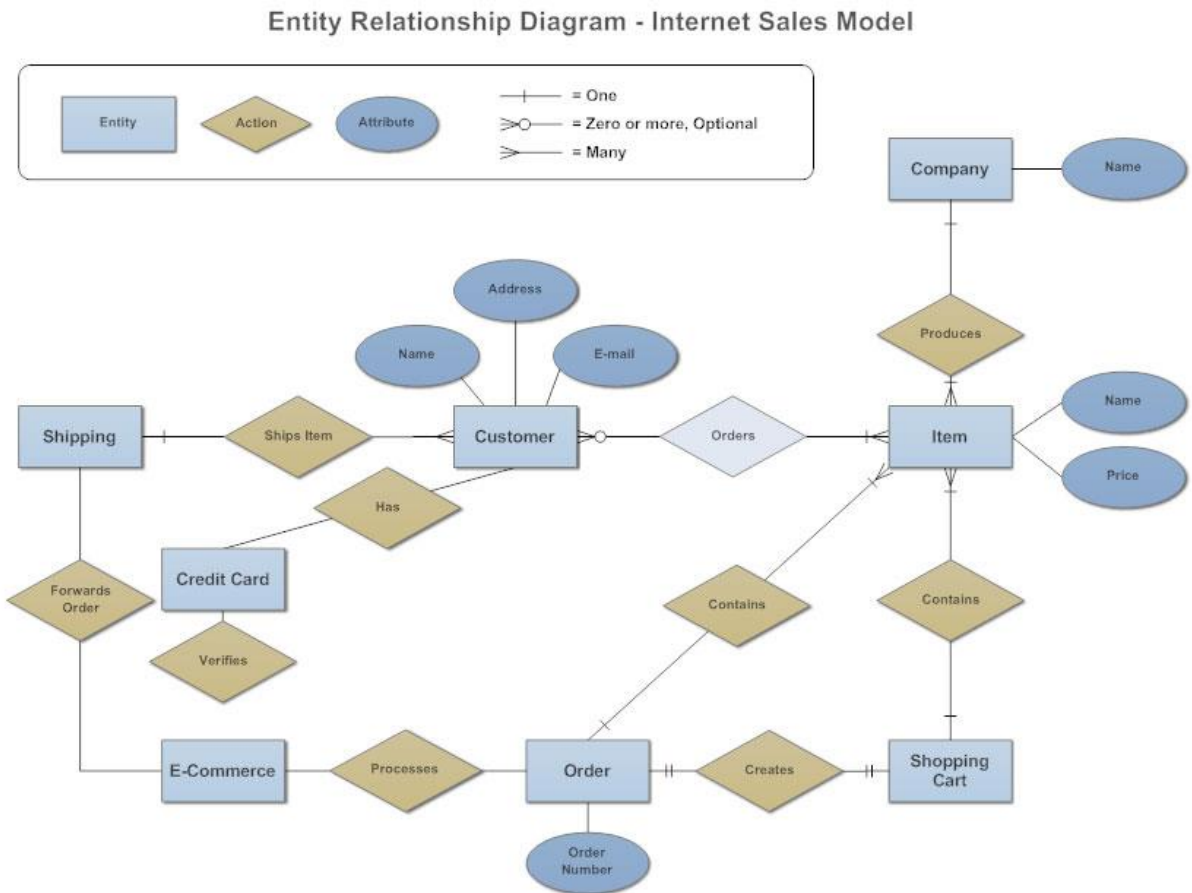 Entity Relationship Diagram - Internet Sales Model
Entity
Action
Attribute
= One
= Zero or more, Optional
= Many
Company
Name
Address
Produces
Name
E-mail
Name
Shipping
Ships Item
Customer
Orders
Item
Price
Has
Credit Card
Forwards
Order
Contains
Contains
Verifies
E-Commerce
Processes
Order
Creates
Shopping
Cart
Order
Number